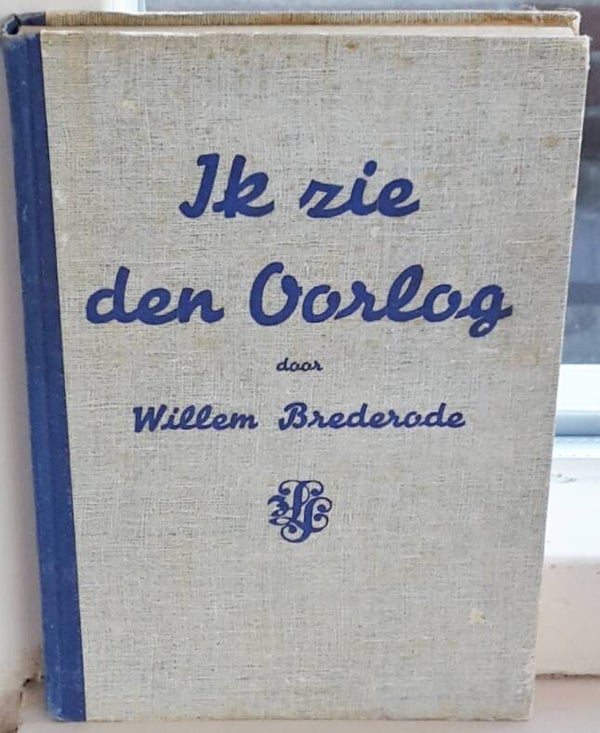 Ik zie
den Oorlog
door
Willem Brederode